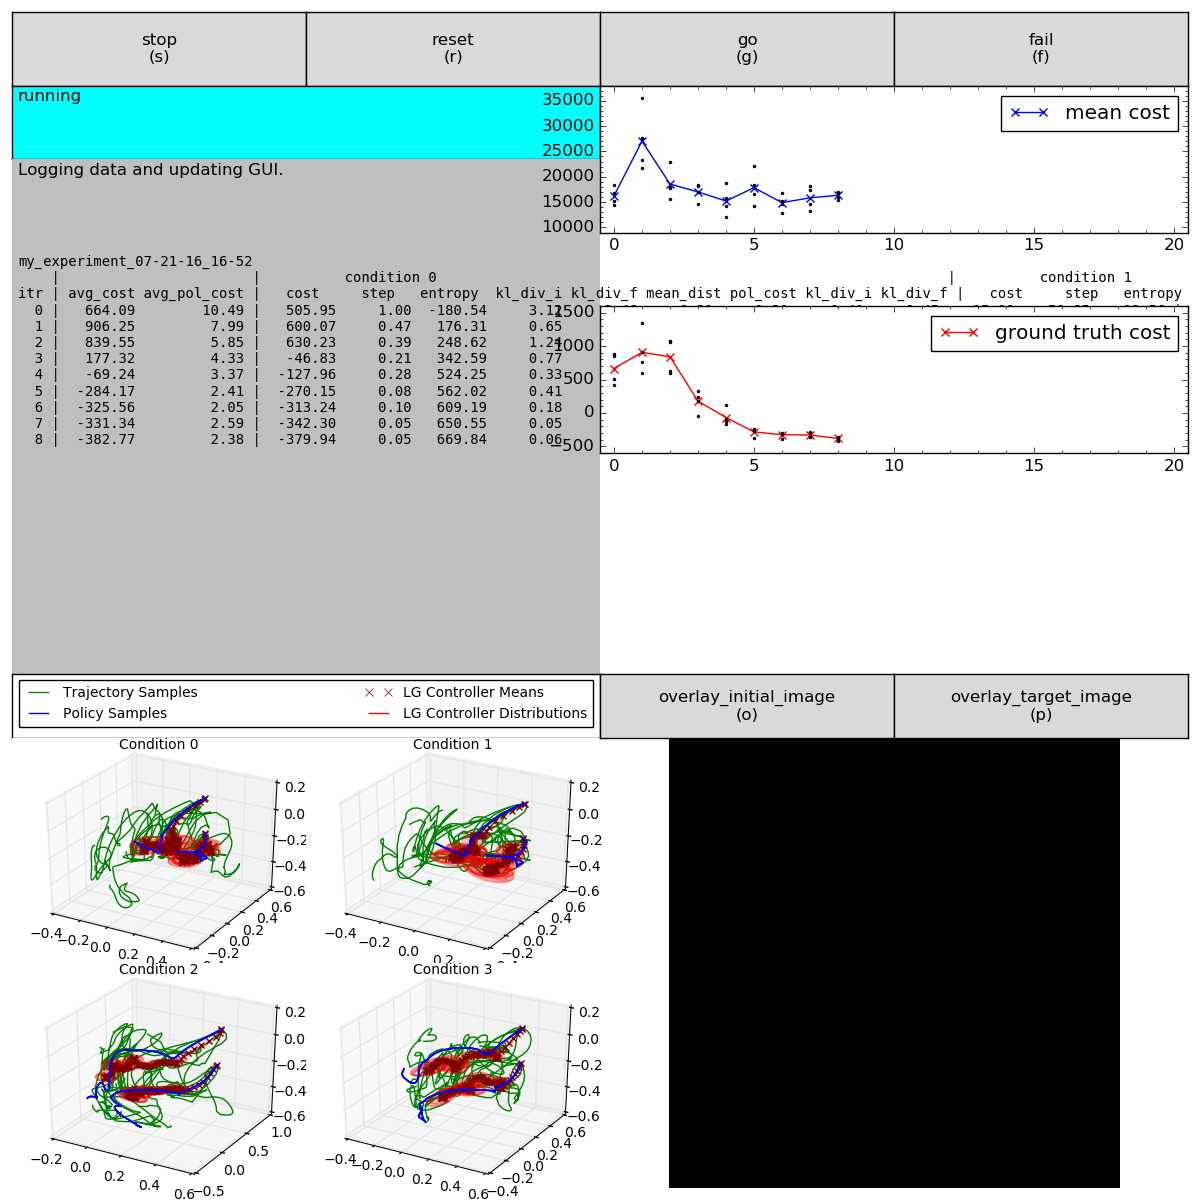 stop
(s)
reset
(r)
go
(g)
fail
(f)
running
Logging data and updating GUI.
mean cost
35000
30000
25000
20000
15000
10000
0 5 10 15 20
my_experiment_07-21-16_16-52
| | condition 0 | condition 1
itr | avg_cost avg_pol_cost | cost step entropy kl_div_i kl_div_f mean_dist pol_cost kl_div_i kl_div_f | cost step entropy
0 | 664.09 10.49 | 505.95 1.00 -180.54
1 | 906.25 7.99 | 600.07 0.47 176.31 0.65
2 | 839.55 5.85 | 630.23 0.39 248.62 1.24
3 | 177.32 4.33 | -46.83 0.21 342.59 0.77
4 | -69.24 3.37 | -127.96 0.28 524.25 0.33
5 | -284.17 2.41 | -270.15 0.08 562.02 0.41
6 | -325.56 2.05 | -313.24 0.10 609.19 0.18
7 | -331.34 2.59 | -342.30 0.05 650.55 0.05
8 | -382.77 2.38 | -379.94 0.05 669.84 0.06
ground truth cost
1500
1000
500
0
−500
0 5 10 15 20
Trajectory Samples
Policy Samples
LG Controller Means
LG Controller Distributions
overlay_initial_image
(o)
overlay_target_image
(p)
Condition 0
0.2
0.0
−0.2
−0.4
−0.6
−0.4 −0.2 0.0 0.2 0.4
−0.2 0.0 0.2 0.4 0.6
Condition 1
0.2
0.0
−0.2
−0.4
−0.6
−0.4 −0.2 0.0 0.2
−0.2 0.0 0.2 0.4 0.6
Condition 2
0.2
0.0
−0.2
−0.4
−0.6
−0.2 0.0 0.2 0.4 0.6
−0.5 0.0 0.5 1.0
Condition 3
0.2
0.0
−0.2
−0.4
−0.6
−0.4 −0.2 0.0 0.2 0.4 0.6
−0.4 −0.2 0.0 0.2 0.4 0.6